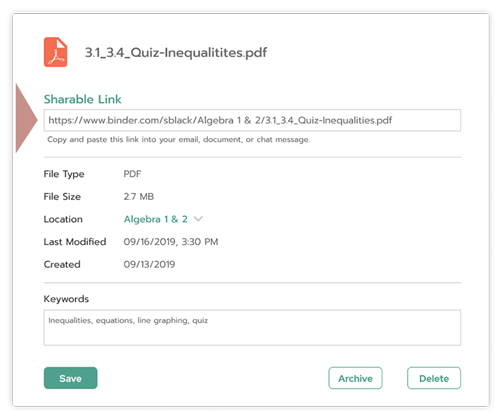 3.1_3.4_Quiz-Inequalitites.pdf
Sharable Link
https://www.binder.com/sblack/Algebra 1 & 2/3.1_3.4_Quiz-Inequalities.pdf
Copy and paste this link into your email, document, or chat message.
File Type PDF
File Size 2.7 MB
Location Algebra 1 & 2
Last Modified 09/16/2019, 3:30 PM
Created 09/13/2019
Keywords
Inequalities, equations, line graphing, quiz
Save Archive Delete